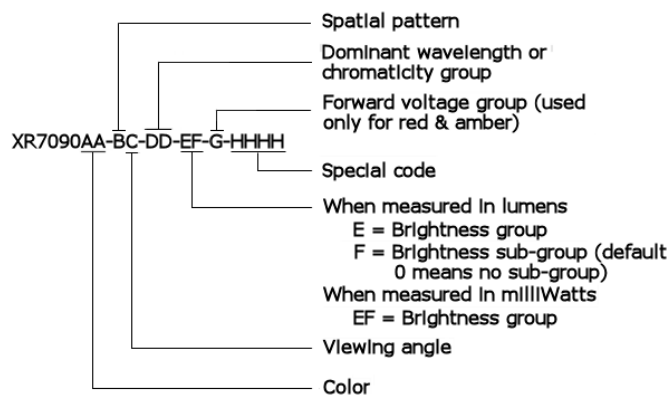 Spatial pattern
Dominant wavelength or
chromaticity group
Forward voltage group (used
only for red & amber)
XR7090AA-BC-DD-EF-G-HHHH
Special code
When measured in lumens
E = Brightness group
F = Brightness sub-group (default
0 means no sub-group)
When measured in milliWatts
EF = Brightness group
Viewing angle
Color